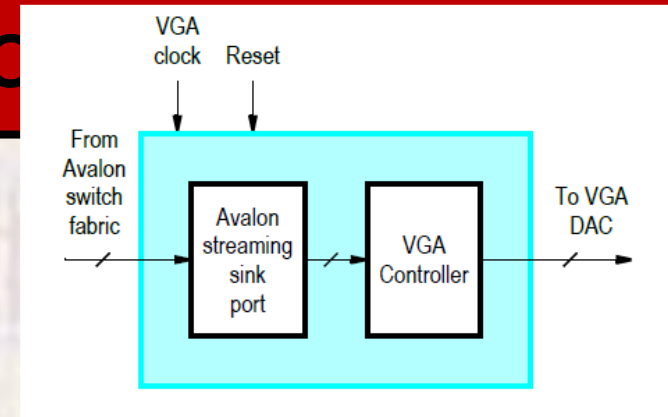 VGA
clock
Reset
From
Avalon
switch
fabric
Avalon
streaming
sink
port
VGA
Controller
To VGA
DAC